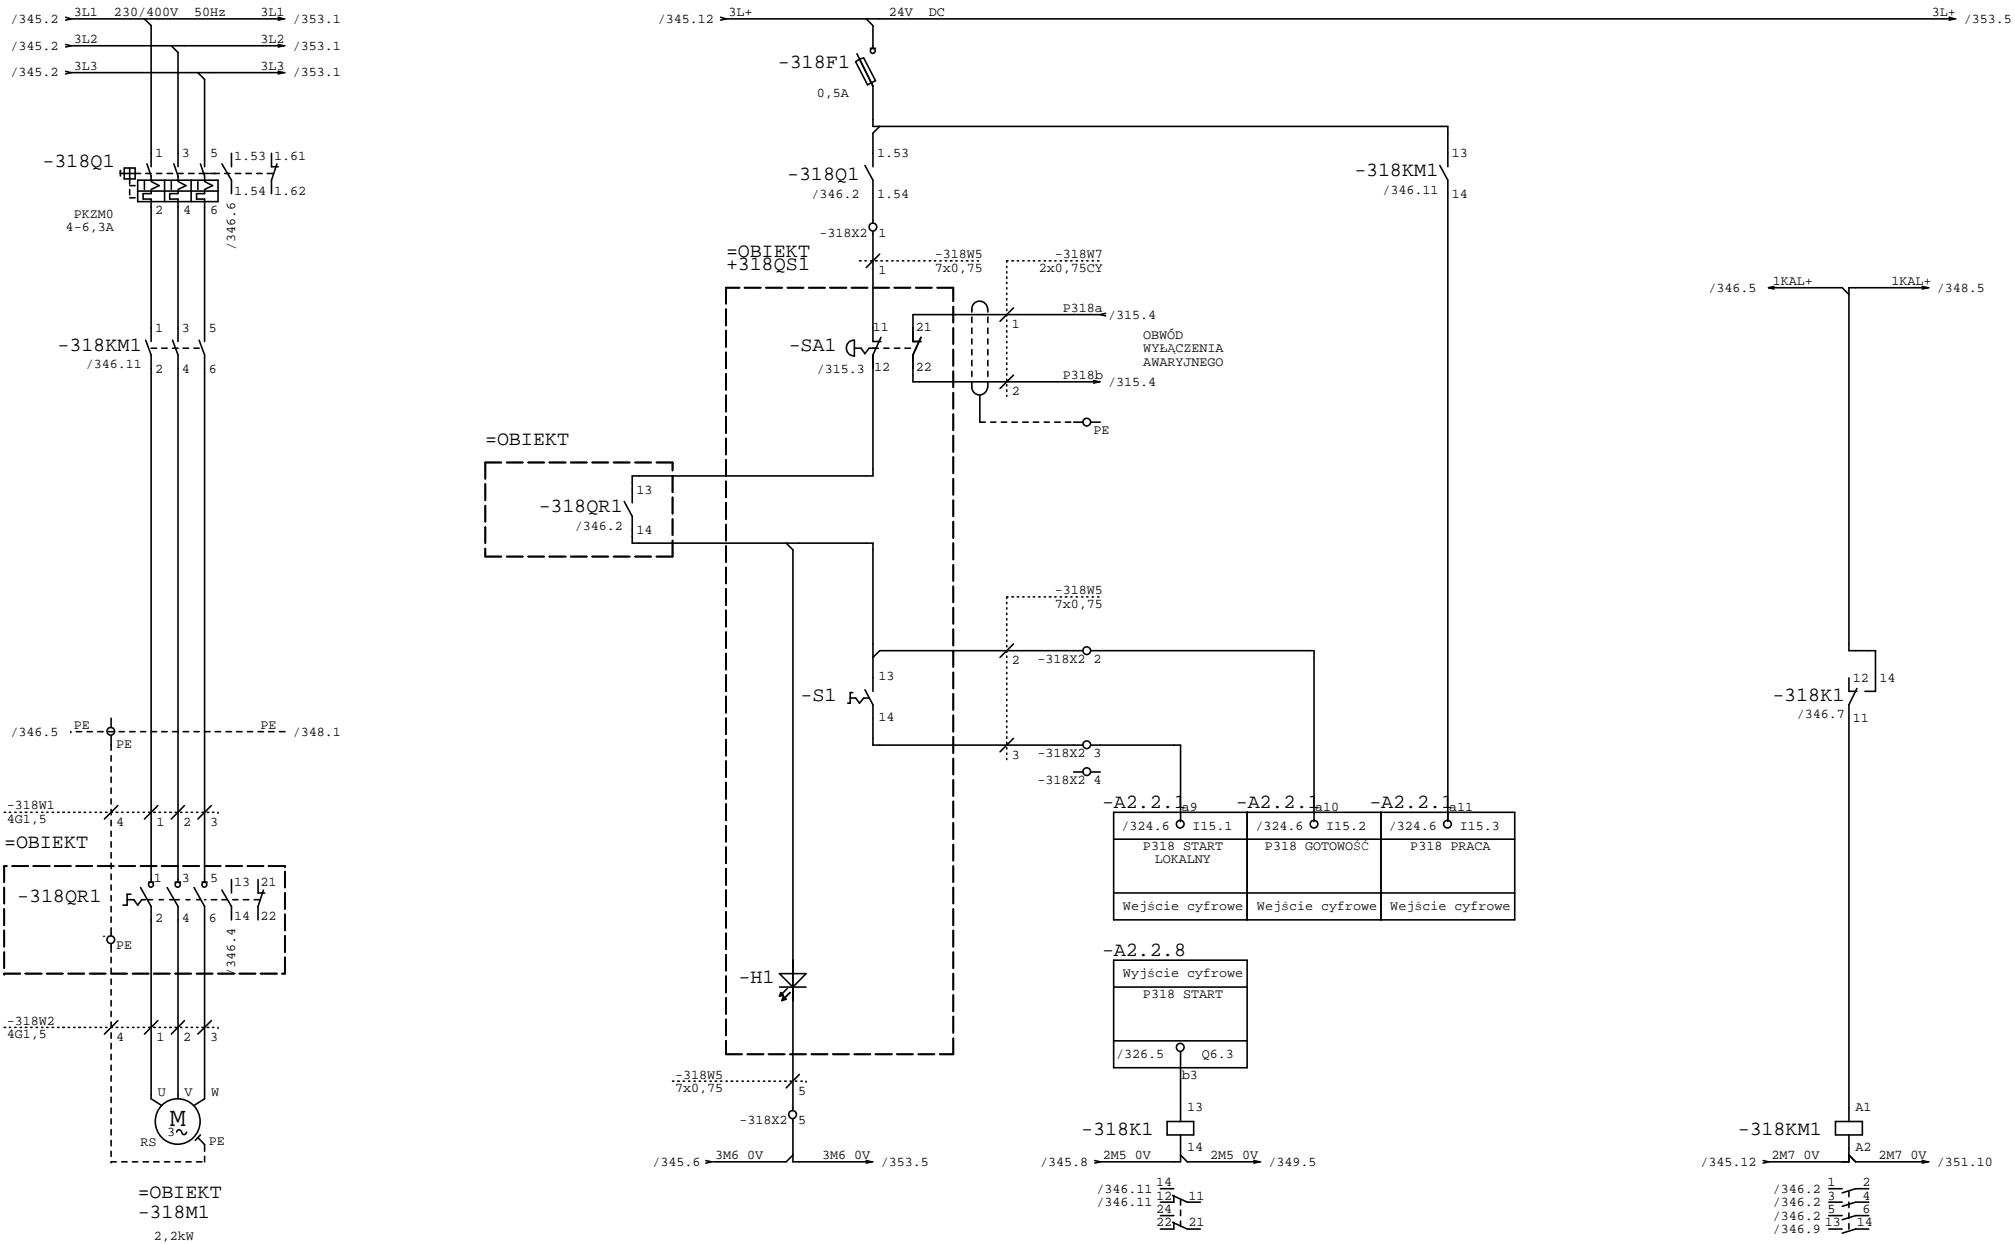 /345.2 3L1 230/400V 50Hz 3L1 /353.1
/345.2 3L2 3L2 /353.1
/345.2 3L3 3L3 /353.1
-318Q1
1 3 5 1.53 1.61
2 4 6 1.54 1.62
PKZM0
4-6,3A
/346.6
-318KM1
/346.11
1 3 5
2 4 6
/346.5 PE PE /348.1
PE
-318W1
4G1,5
4 1 2 3
=OBIEKT
-318QR1
1 3 5 13 21
2 4 6 14 22
PE
/346.4
-318W2
4G1,5
4 1 2 3
U V W
M
3~
RS PE
=OBIEKT
-318M1
2,2kW
/345.12 3L+ 24V DC 3L+ /353.5
-318F1
0,5A
-318Q1
/346.2
1.53
1.54
-318X2 1
=OBIEKT
+318QS1
-318W5
7x0,75
1
-318W7
2x0,75CY
-SA1
/315.3
11 21
12 22
P318a /315.4
1
OBWÓD
WYŁĄCZENIA
AWARYJNEGO
P318b /315.4
2
PE
=OBIEKT
-318QR1
/346.2
13
14
-318W5
7x0,75
2 -318X2 2
-S1
13
14
3 -318X2 3
-318X2 4
-318KM1
/346.11
13
14
-A2.2.1 a9 -A2.2.1 a10 -A2.2.1 a11
/324.6 I15.1 /324.6 I15.2 /324.6 I15.3
P318 START
LOKALNY
P318 GOTOWOŚĆ
P318 PRACA
Wejście cyfrowe Wejście cyfrowe Wejście cyfrowe
-H1
-318W5
7x0,75
5
-318X2 5
/345.6 3M6 0V 3M6 0V /353.5
-A2.2.8
Wyjście cyfrowe
P318 START
/326.5 Q6.3
b3
-318K1
13
14
/345.8 2M5 0V 2M5 0V /349.5
/346.11 14
/346.11 12 11
24
22 21
/346.5 1KAL+ 1KAL+ /348.5
-318K1
/346.7
12 14
11
-318KM1
A1
A2
/345.12 2M7 0V 2M7 0V /351.10
/346.2 1 2
/346.2 3 4
/346.2 5 6
/346.9 13 14